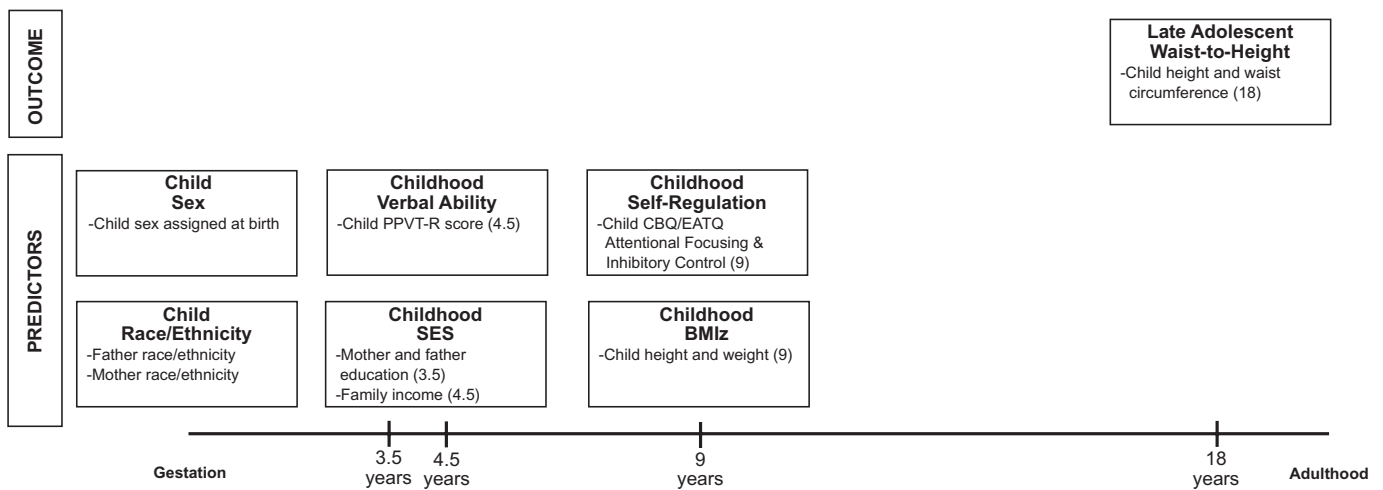 OUTCOME
Late Adolescent
Waist-to-Height
-Child height and waist
circumference (18)
PREDICTORS
Child
Sex
-Child sex assigned at birth
Childhood
Verbal Ability
-Child PPVT-R score (4.5)
Childhood
Self-Regulation
-Child CBQ/EATQ
Attentional Focusing &
Inhibitory Control (9)
Child
Race/Ethnicity
-Father race/ethnicity
-Mother race/ethnicity
Childhood
SES
-Mother and father
education (3.5)
-Family income (4.5)
Childhood
BMIz
-Child height and weight (9)
Gestation
3.5
years
4.5
years
9
years
18
years
Adulthood